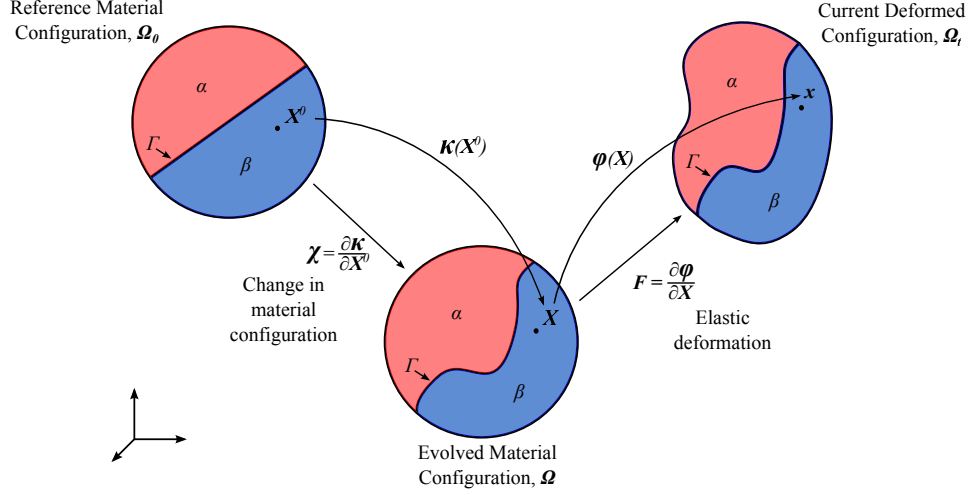 Reference Material
Configuration, Ω₀
α
X⁰
Γ
β
κ(X⁰)
χ = ∂κ/∂X⁰
Change in
material
configuration
α
X
Γ
β
Evolved Material
Configuration, Ω
φ(X)
F = ∂φ/∂X
Elastic
deformation
Current Deformed
Configuration, Ωₜ
α
x
Γ
β